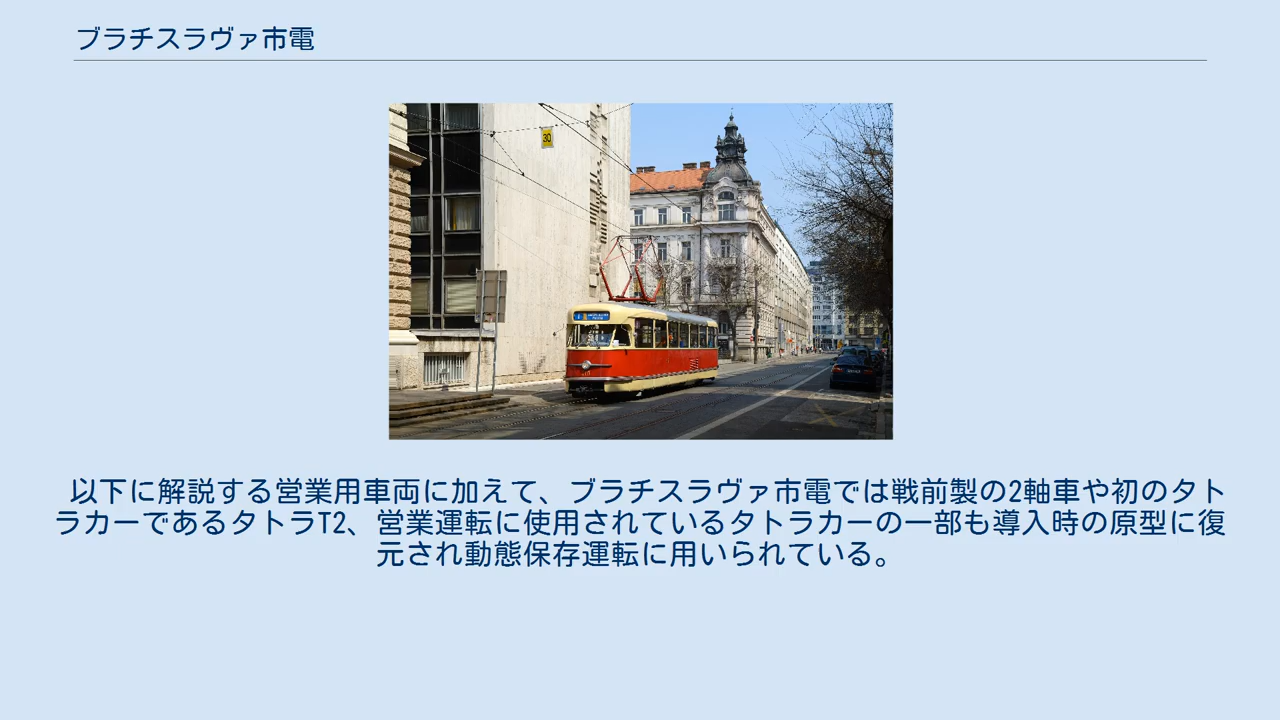 ブラチスラヴァ市電
30
以下に解説する営業用車両に加えて、ブラチスラヴァ市電では戦前製の2軸車や初のタト
ラカーであるタトラT2、営業運転に使用されているタトラカーの一部も導入時の原型に復
元され動態保存運転に用いられている。